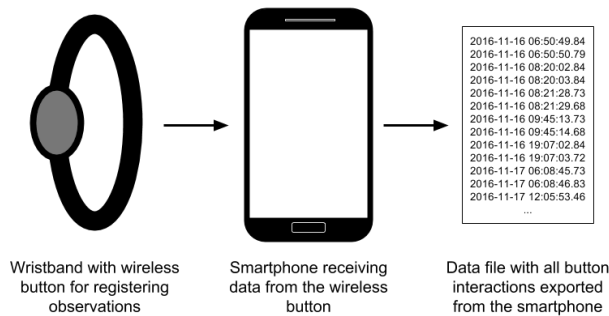 2016-11-16 06:50:49.84
2016-11-16 06:50:50.79
2016-11-16 08:20:02.84
2016-11-16 08:20:03.84
2016-11-16 08:21:28.73
2016-11-16 08:21:29.68
2016-11-16 09:45:13.73
2016-11-16 09:45:14.68
2016-11-16 19:07:02.84
2016-11-16 19:07:03.72
2016-11-17 06:08:45.73
2016-11-17 06:08:46.83
2016-11-17 12:05:53.46
...
Wristband with wireless
button for registering
observations
Smartphone receiving
data from the wireless
button
Data file with all button
interactions exported
from the smartphone